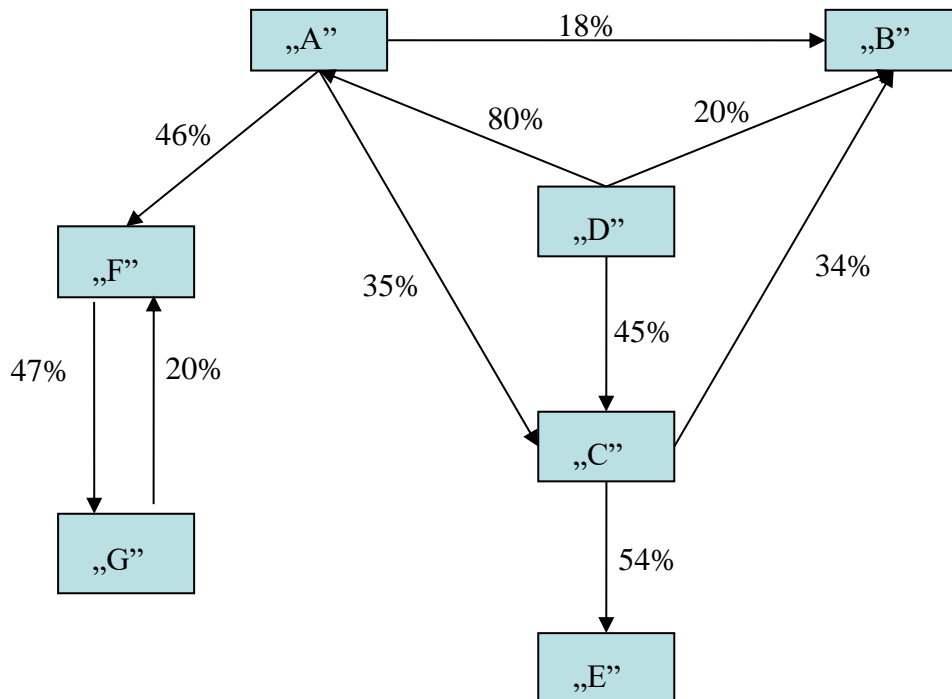 „A”
18%
„B”
46%
80%
20%
„D”
„F”
35%
34%
47%
20%
45%
„C”
„G”
54%
„E”